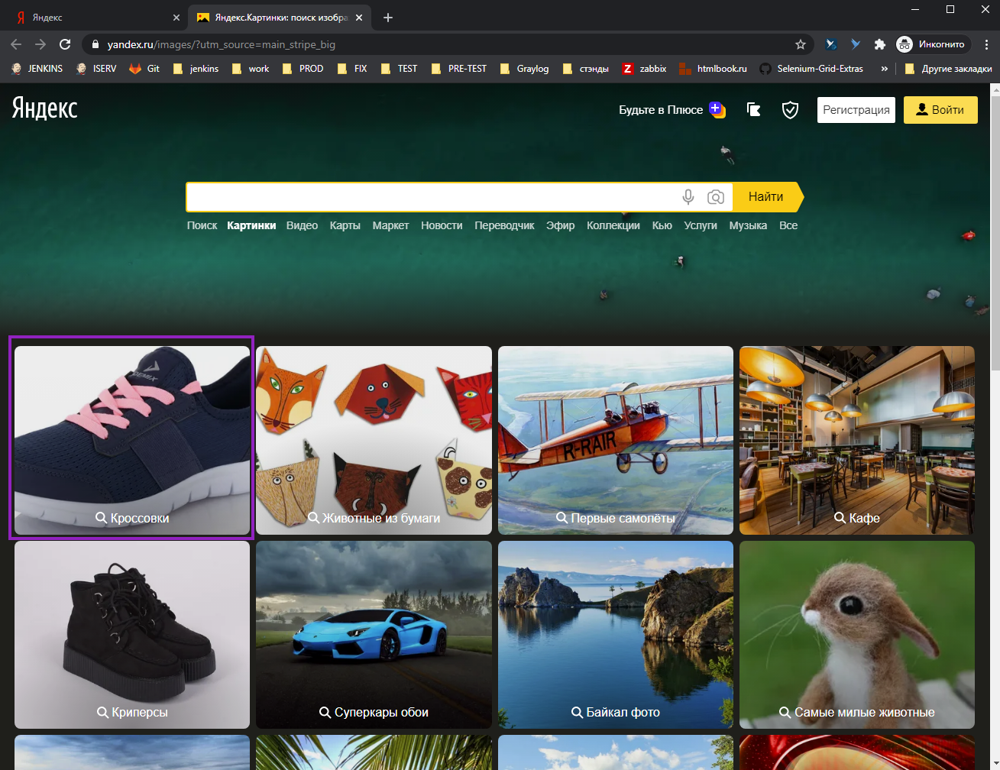 Я Яндекс
Яндекс.Картинки: поиск изобра
yandex.ru/images/?utm_source=main_stripe_big
Инкогнито
JENKINS ISERV Git jenkins work PROD FIX TEST PRE-TEST Graylog стэнды Z zabbix htmlbook.ru Selenium-Grid-Extras » Другие закладки
Яндекс
Будьте в Плюсе
Регистрация
Войти
Найти
Поиск Картинки Видео Карты Маркет Новости Переводчик Эфир Коллекции Кью Услуги Музыка Все
DEMIX
R-RAIR
Кроссовки
Животные из бумаги
Первые самолёты
Кафе
Криперсы
Суперкары обои
Байкал фото
Самые милые животные